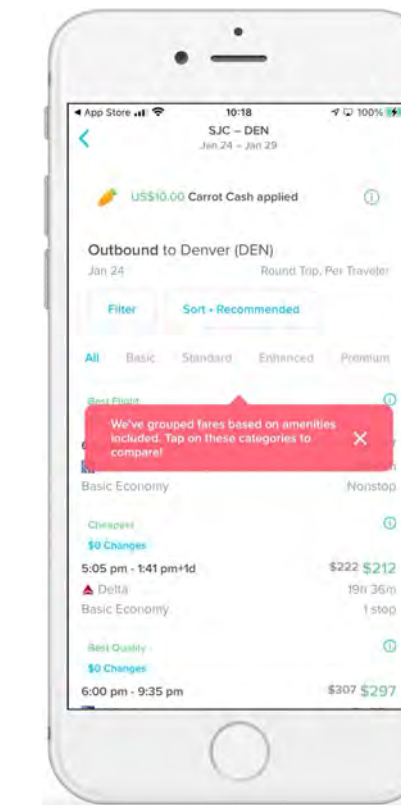 App Store 10:18 100%
SJC – DEN
Jan 24 – Jan 29
US$10.00 Carrot Cash applied
Outbound to Denver (DEN)
Jan 24 Round Trip, Per Traveler
Filter Sort • Recommended
All Basic Standard Enhanced Premium
Best Flight
We've grouped fares based on amenities
included. Tap on these categories to
compare!
Basic Economy Nonstop
Cheapest
$0 Changes
5:05 pm - 1:41 pm+1d $222 $212
Delta 19h 36m
Basic Economy 1 stop
Best Quality
$0 Changes
6:00 pm - 9:35 pm $307 $297